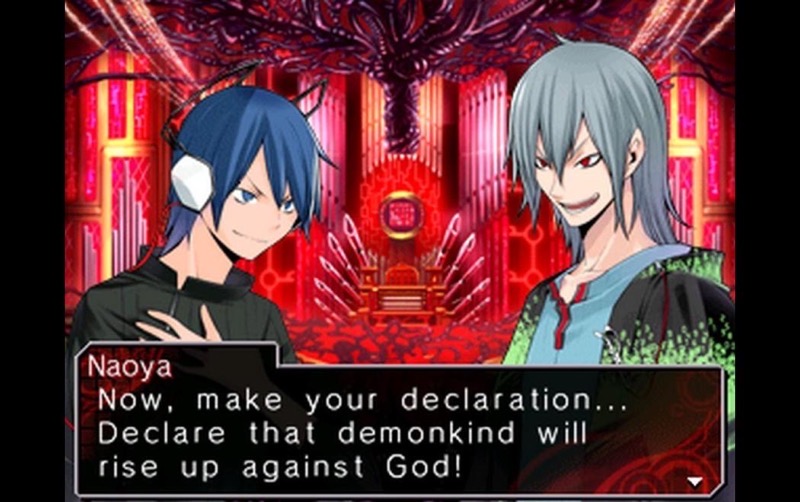 Naoya
Now, make your declaration...
Declare that demonkind will
rise up against God!